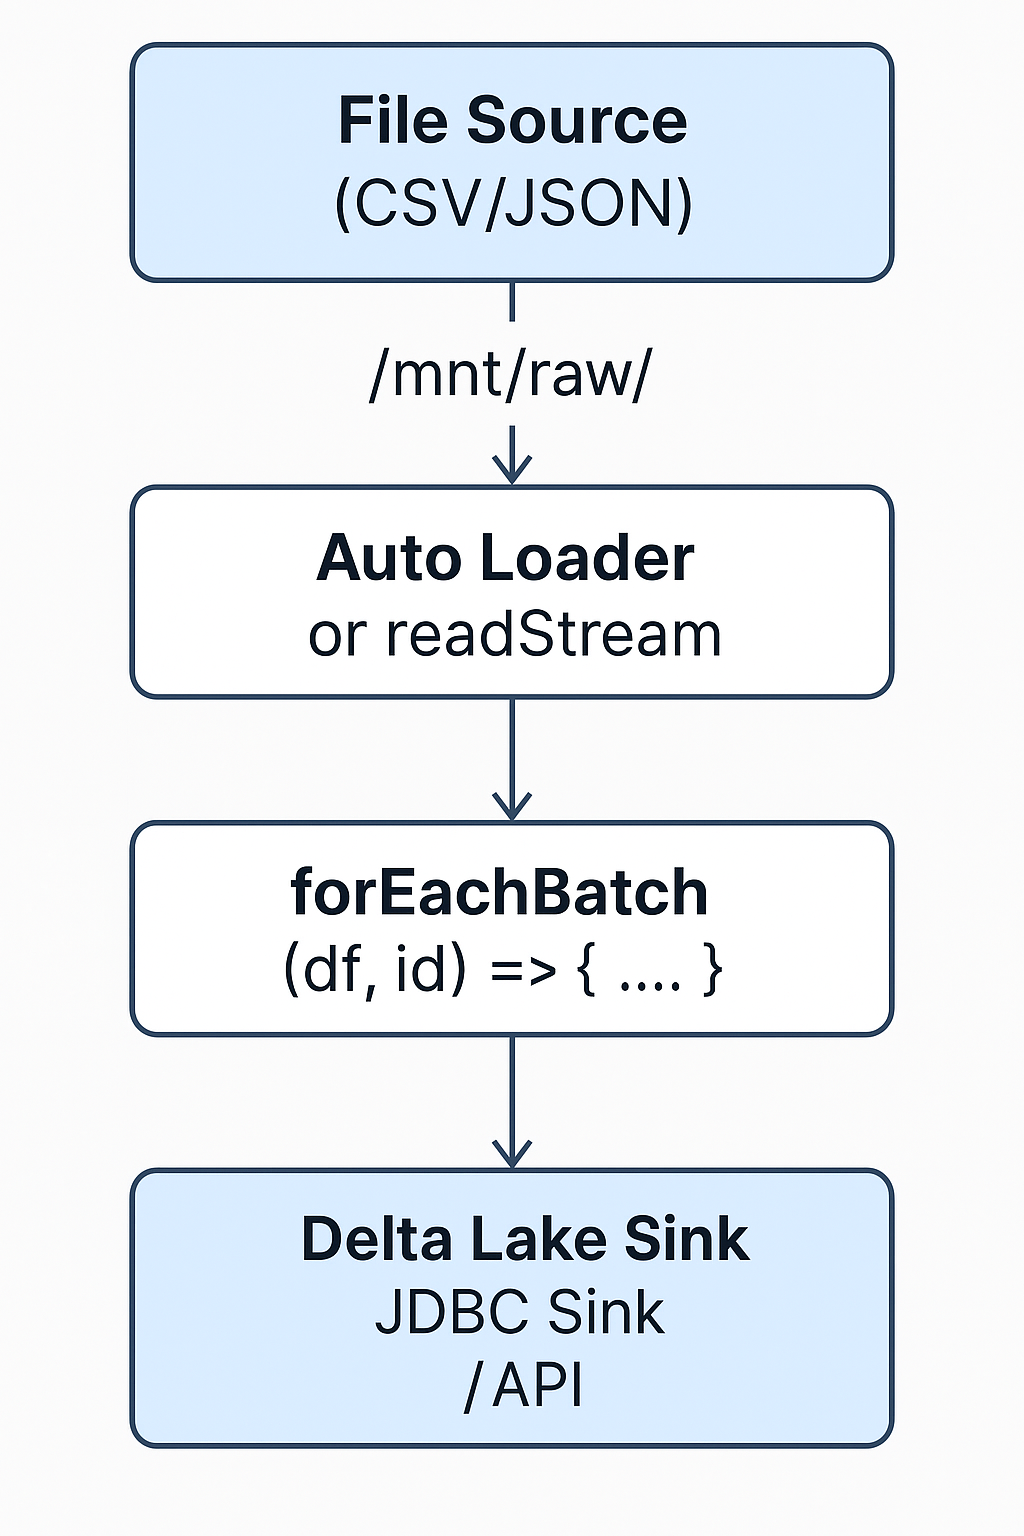 File Source
(CSV/JSON)
/mnt/raw/
Auto Loader
or readStream
forEachBatch
(df, id) => { .... }
Delta Lake Sink
JDBC Sink
/ API